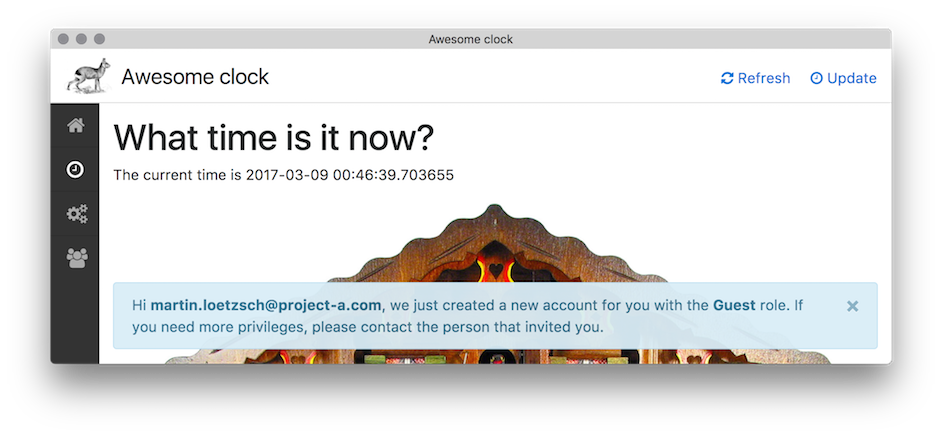 Awesome clock
Awesome clock
Refresh
Update
What time is it now?
The current time is 2017-03-09 00:46:39.703655
Hi martin.loetzsch@project-a.com, we just created a new account for you with the Guest role. If
you need more privileges, please contact the person that invited you.